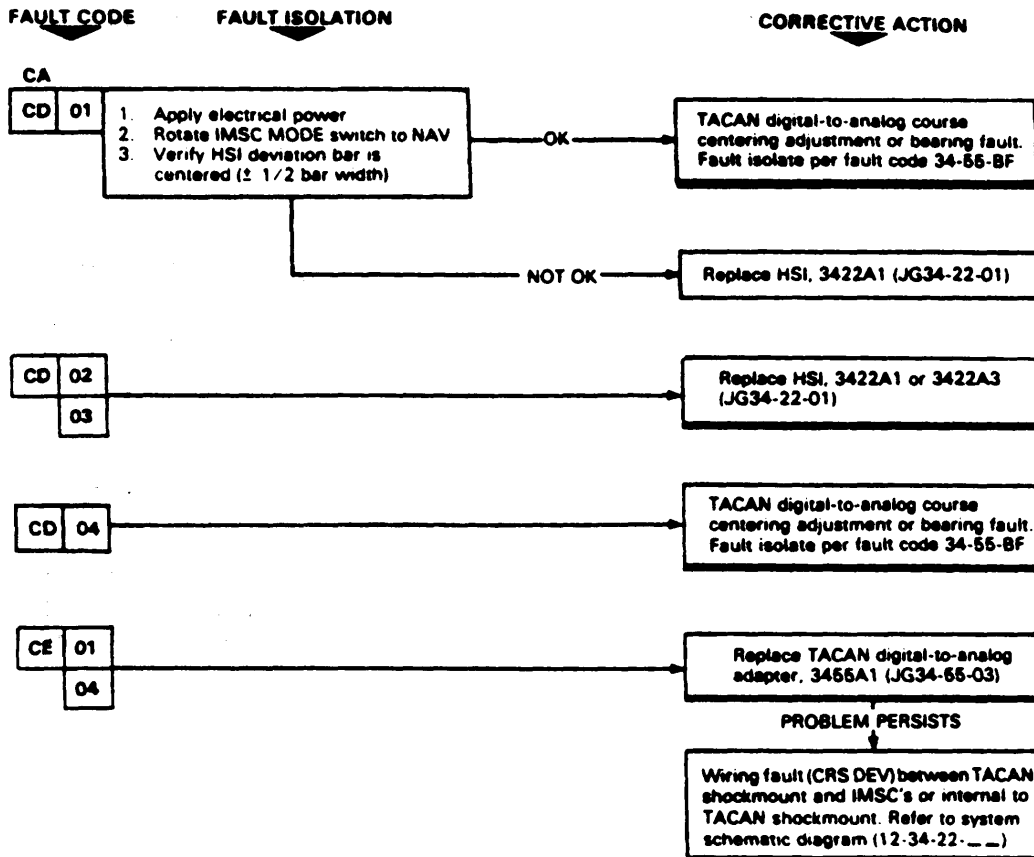 FAULT CODE
FAULT ISOLATION
CORRECTIVE ACTION
CA
CD 01
1. Apply electrical power
2. Rotate IMSC MODE switch to NAV
3. Verify HSI deviation bar is
centered (± 1/2 bar width)
OK
TACAN digital-to-analog course
centering adjustment or bearing fault.
Fault isolate per fault code 34-55-BF
NOT OK
Replace HSI, 3422A1 (JG34-22-01)
CD 02
03
Replace HSI, 3422A1 or 3422A3
(JG34-22-01)
CD 04
TACAN digital-to-analog course
centering adjustment or bearing fault.
Fault isolate per fault code 34-55-BF
CE 01
04
Replace TACAN digital-to-analog
adapter, 3455A1 (JG34-55-03)
PROBLEM PERSISTS
Wiring fault (CRS DEV) between TACAN
shockmount and IMSC's or internal to
TACAN shockmount. Refer to system
schematic diagram (12-34-22-_ _)